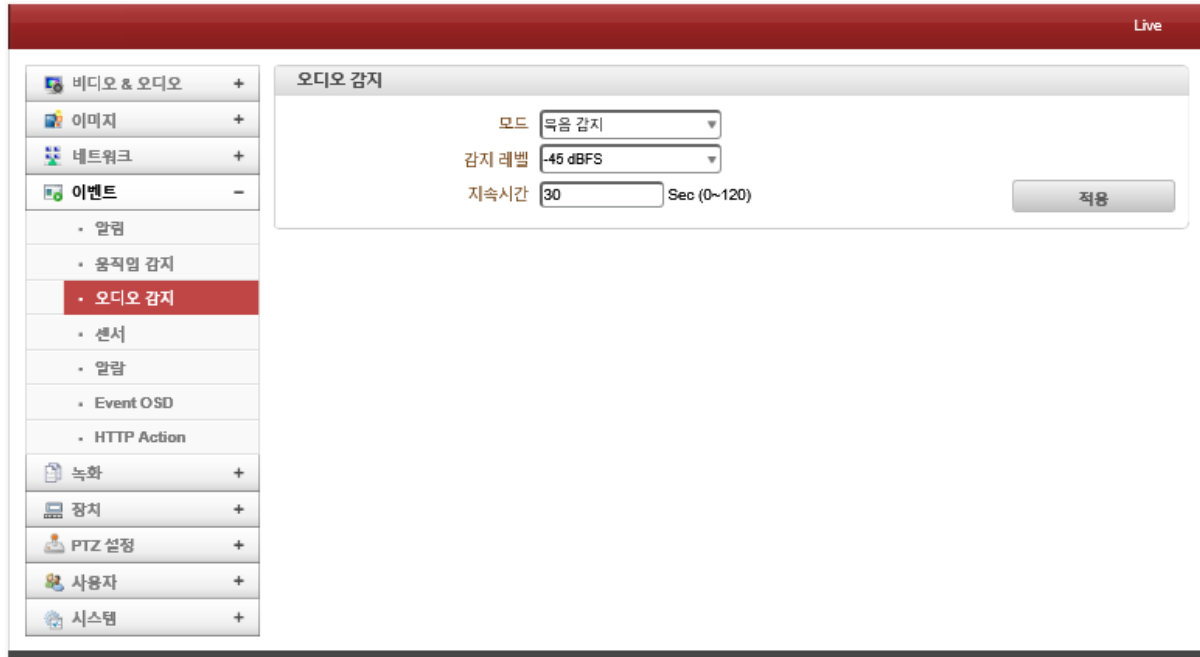 Live
비디오 & 오디오 +
이미지 +
네트워크 +
이벤트 -
· 알림
· 움직임 감지
· 오디오 감지
· 센서
· 알람
· Event OSD
· HTTP Action
녹화 +
장치 +
PTZ 설정 +
사용자 +
시스템 +
오디오 감지
모드 묵음 감지
감지 레벨 -45 dBFS
지속시간 30 Sec (0~120)
적용